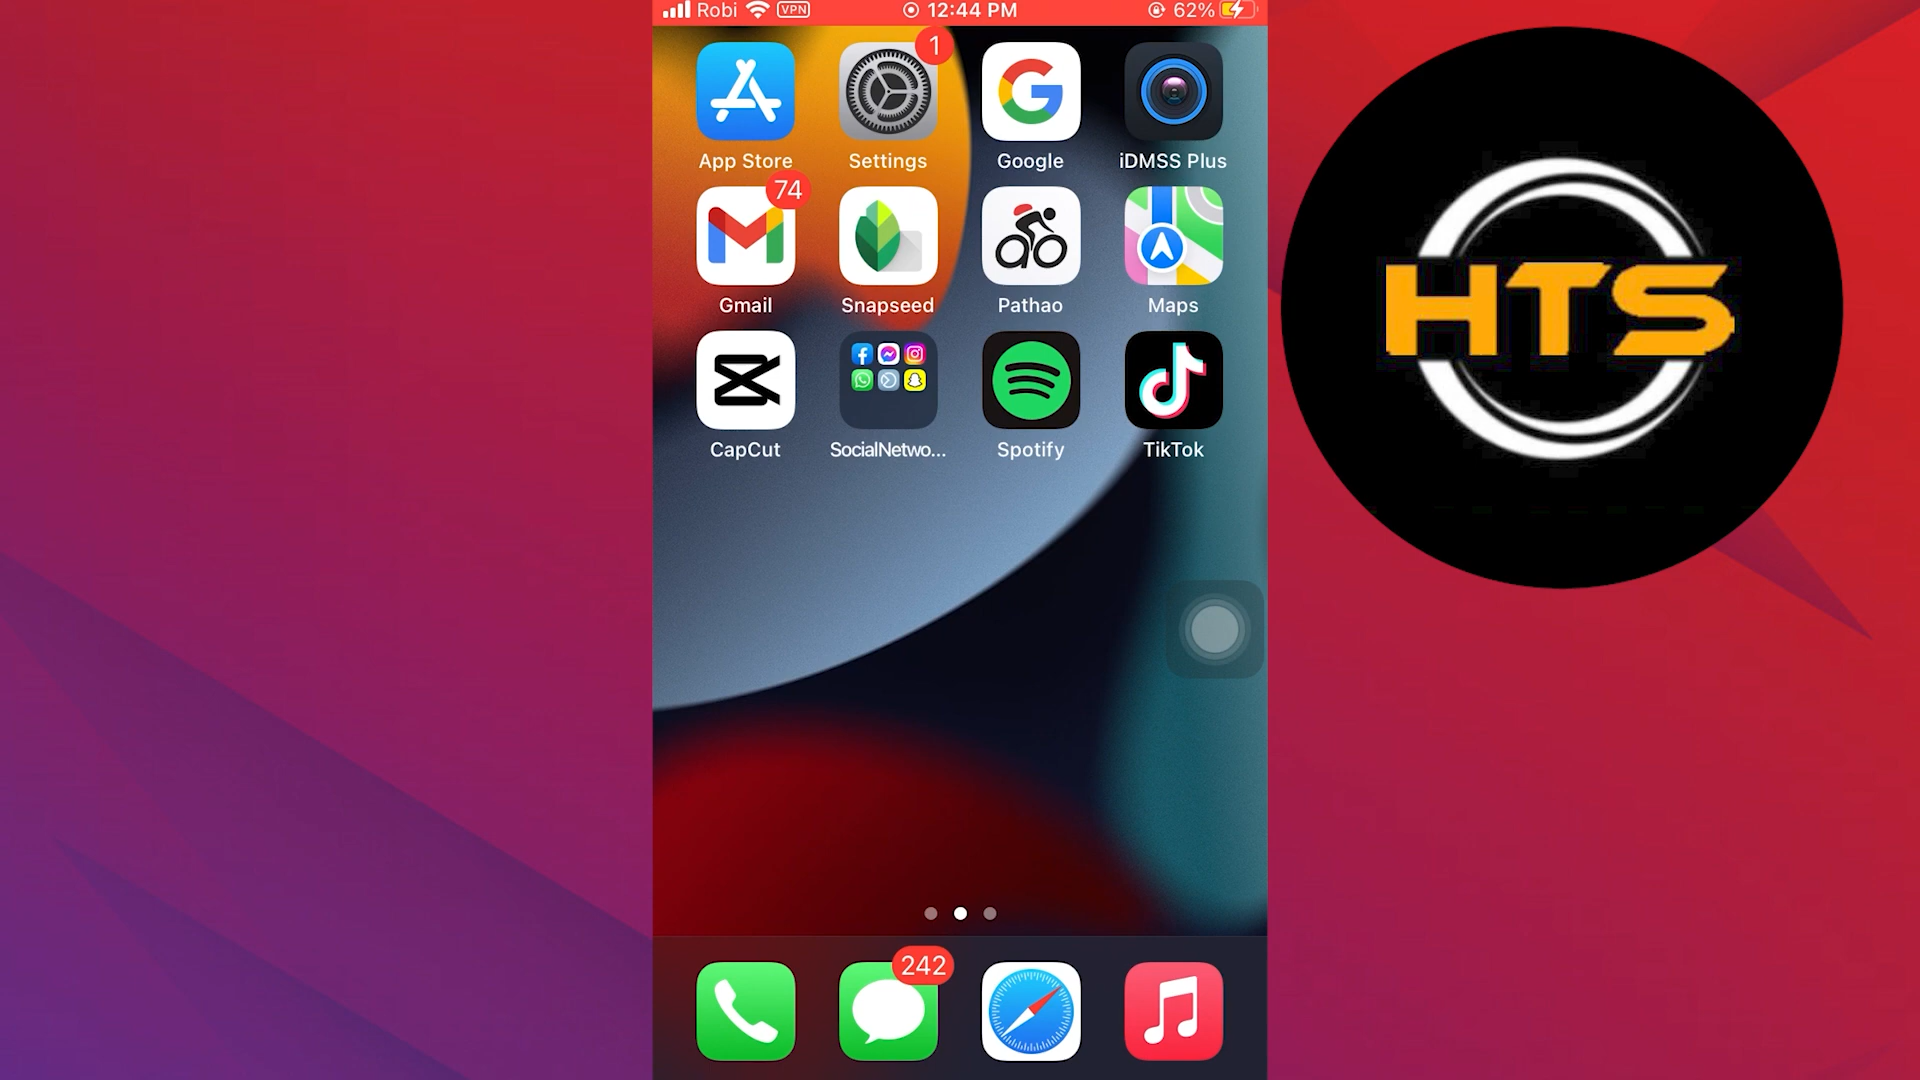 Robi VPN 12:44 PM 62%
1
App Store Settings Google iDMSS Plus
74
Gmail Snapseed Pathao Maps
CapCut SocialNetwo... Spotify TikTok
242
HTS